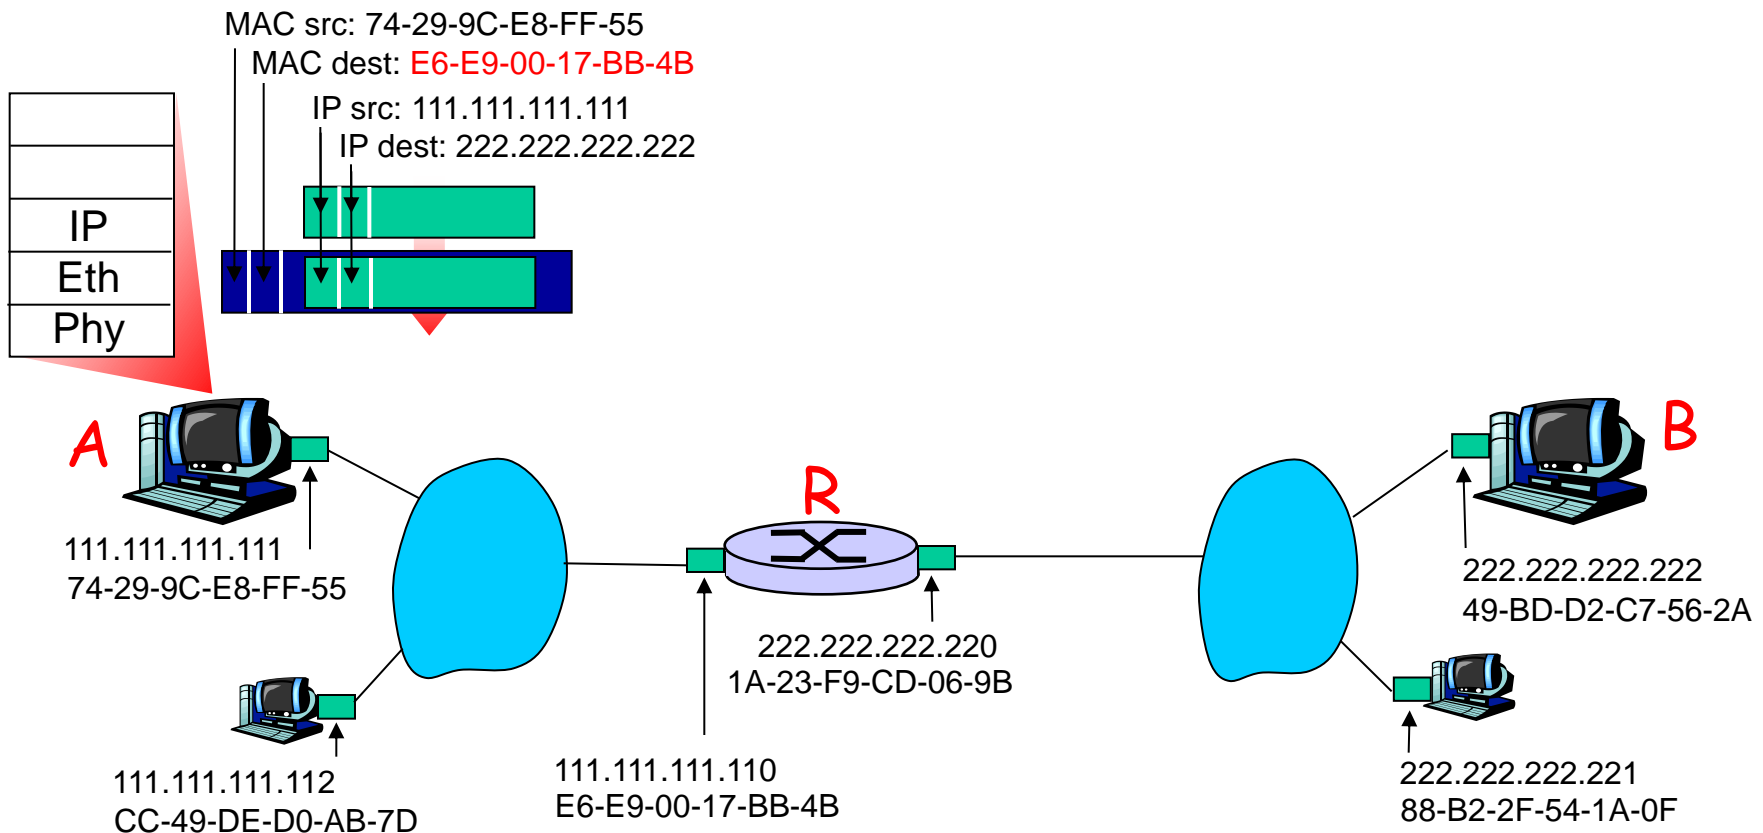 MAC src: 74-29-9C-E8-FF-55
MAC dest: E6-E9-00-17-BB-4B
IP src: 111.111.111.111
IP dest: 222.222.222.222
IP
Eth
Phy
A
B
R
111.111.111.111
74-29-9C-E8-FF-55
222.222.222.222
49-BD-D2-C7-56-2A
222.222.222.220
1A-23-F9-CD-06-9B
111.111.111.112
CC-49-DE-D0-AB-7D
111.111.111.110
E6-E9-00-17-BB-4B
222.222.222.221
88-B2-2F-54-1A-0F